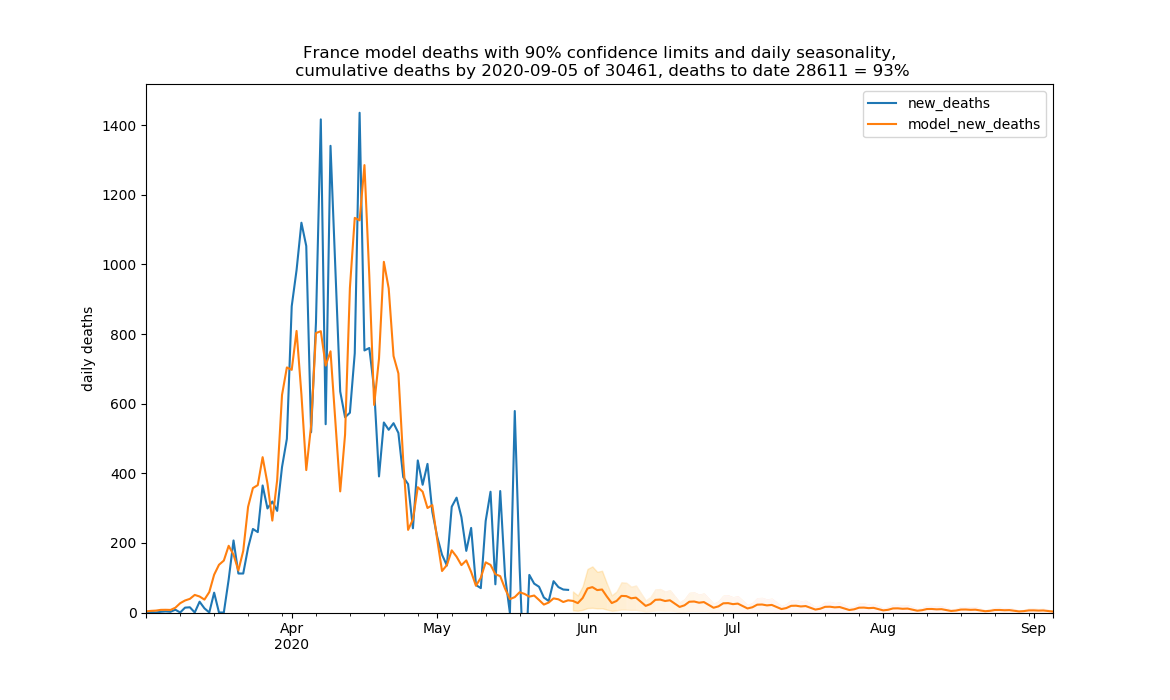 France model deaths with 90% confidence limits and daily seasonality,
cumulative deaths by 2020-09-05 of 30461, deaths to date 28611 = 93%
new_deaths
model_new_deaths
daily deaths
1400
1200
1000
800
600
400
200
0
Apr
2020
May
Jun
Jul
Aug
Sep